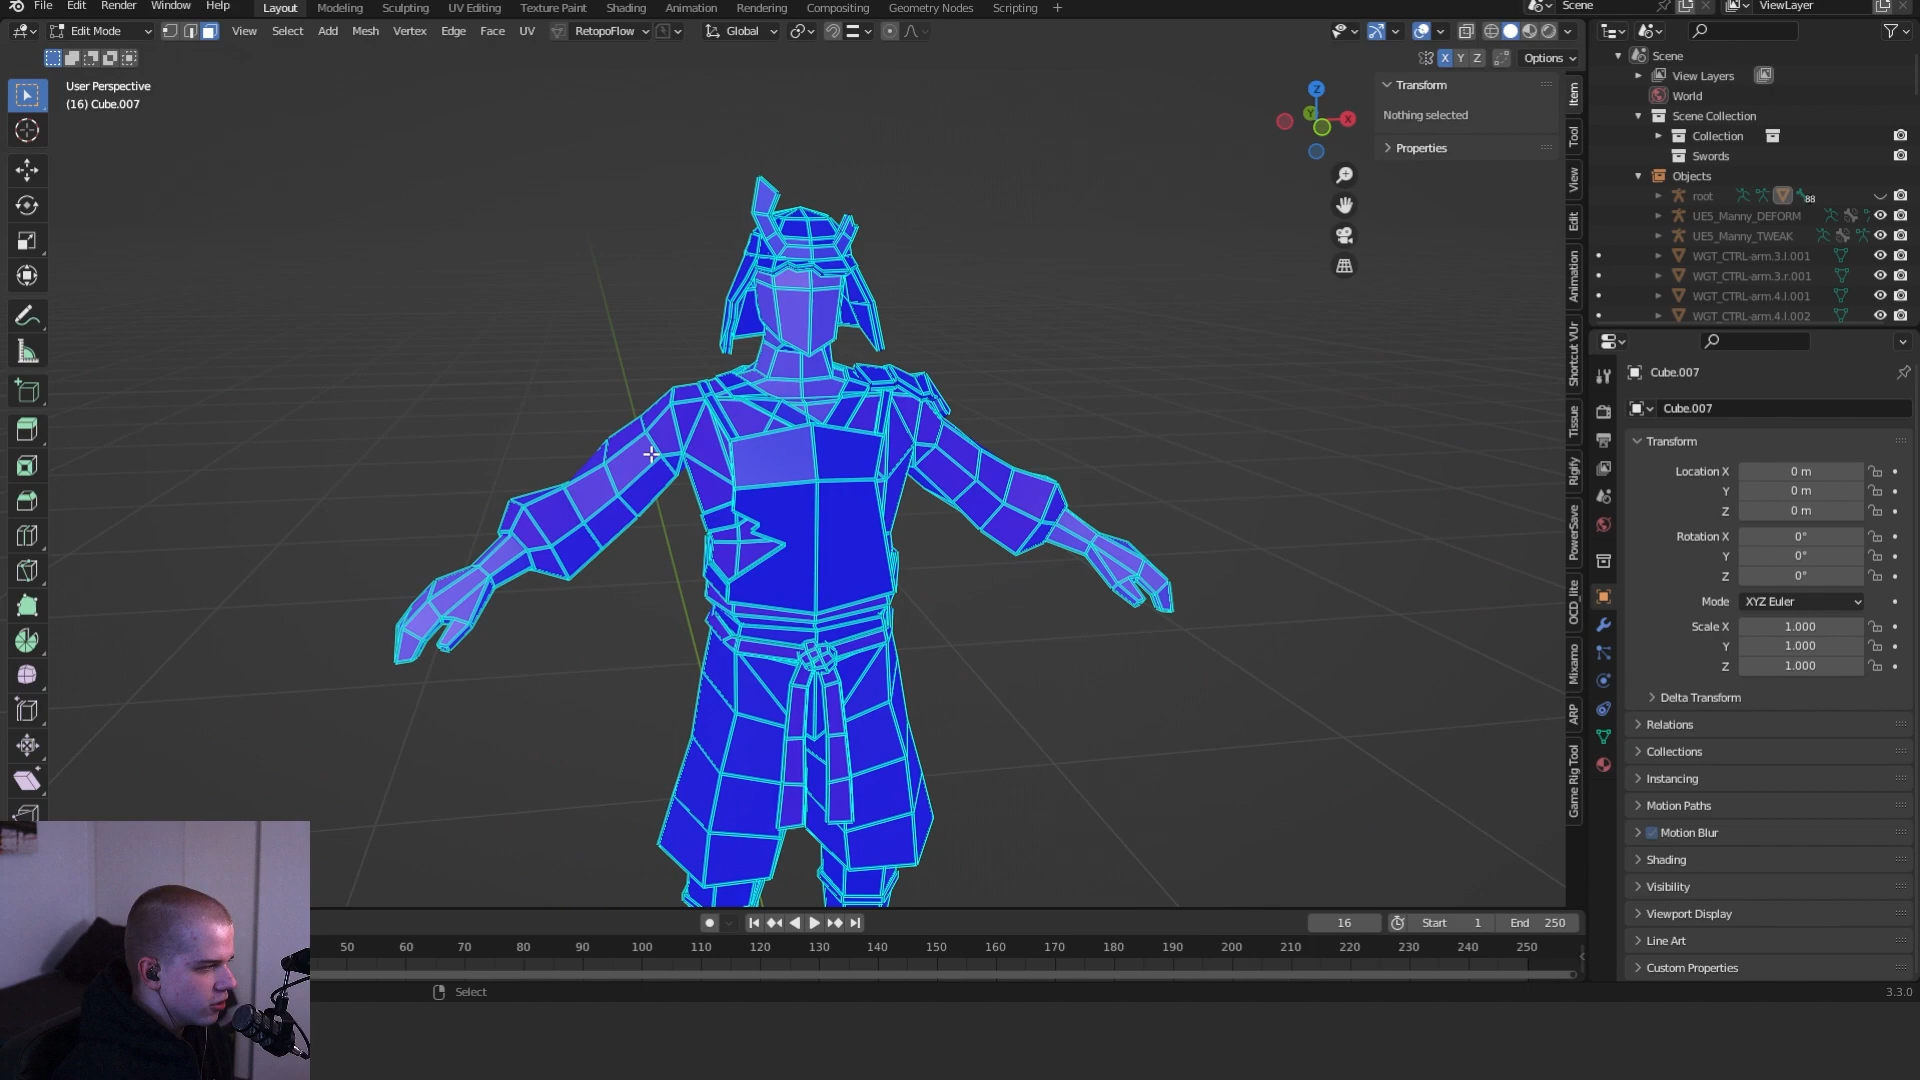 File Edit Render Window Help Layout Modeling Sculpting UV Editing Texture Paint Shading Animation Rendering Compositing Geometry Nodes Scripting + Scene ViewLayer
Edit Mode View Select Add Mesh Vertex Edge Face UV RetopoFlow Global
X Y Z Options
User Perspective
(16) Cube.007
Z
Y
X
Transform
Nothing selected
Properties
Item
Tool
View
Edit
Animation
Shortcut VUr
Tissue
Rigify
PowerSave
OCD_lite
Mixamo
ARP
Game Rig Tool
Scene
View Layers
World
Scene Collection
Collection
Swords
Objects
root 88
UE5_Manny_DEFORM
UE5_Manny_TWEAK
WGT_CTRL-arm.3.l.001
WGT_CTRL-arm.3.r.001
WGT_CTRL-arm.4.l.001
WGT_CTRL-arm.4.l.002
Cube.007
Cube.007
Transform
Location X 0 m
Y 0 m
Z 0 m
Rotation X 0°
Y 0°
Z 0°
Mode XYZ Euler
Scale X 1.000
Y 1.000
Z 1.000
Delta Transform
Relations
Collections
Instancing
Motion Paths
Motion Blur
Shading
Visibility
Viewport Display
Line Art
Custom Properties
16 Start 1 End 250
50 60 70 80 90 100 110 120 130 140 150 160 170 180 190 200 210 220 230 240 250
Select
3.3.0